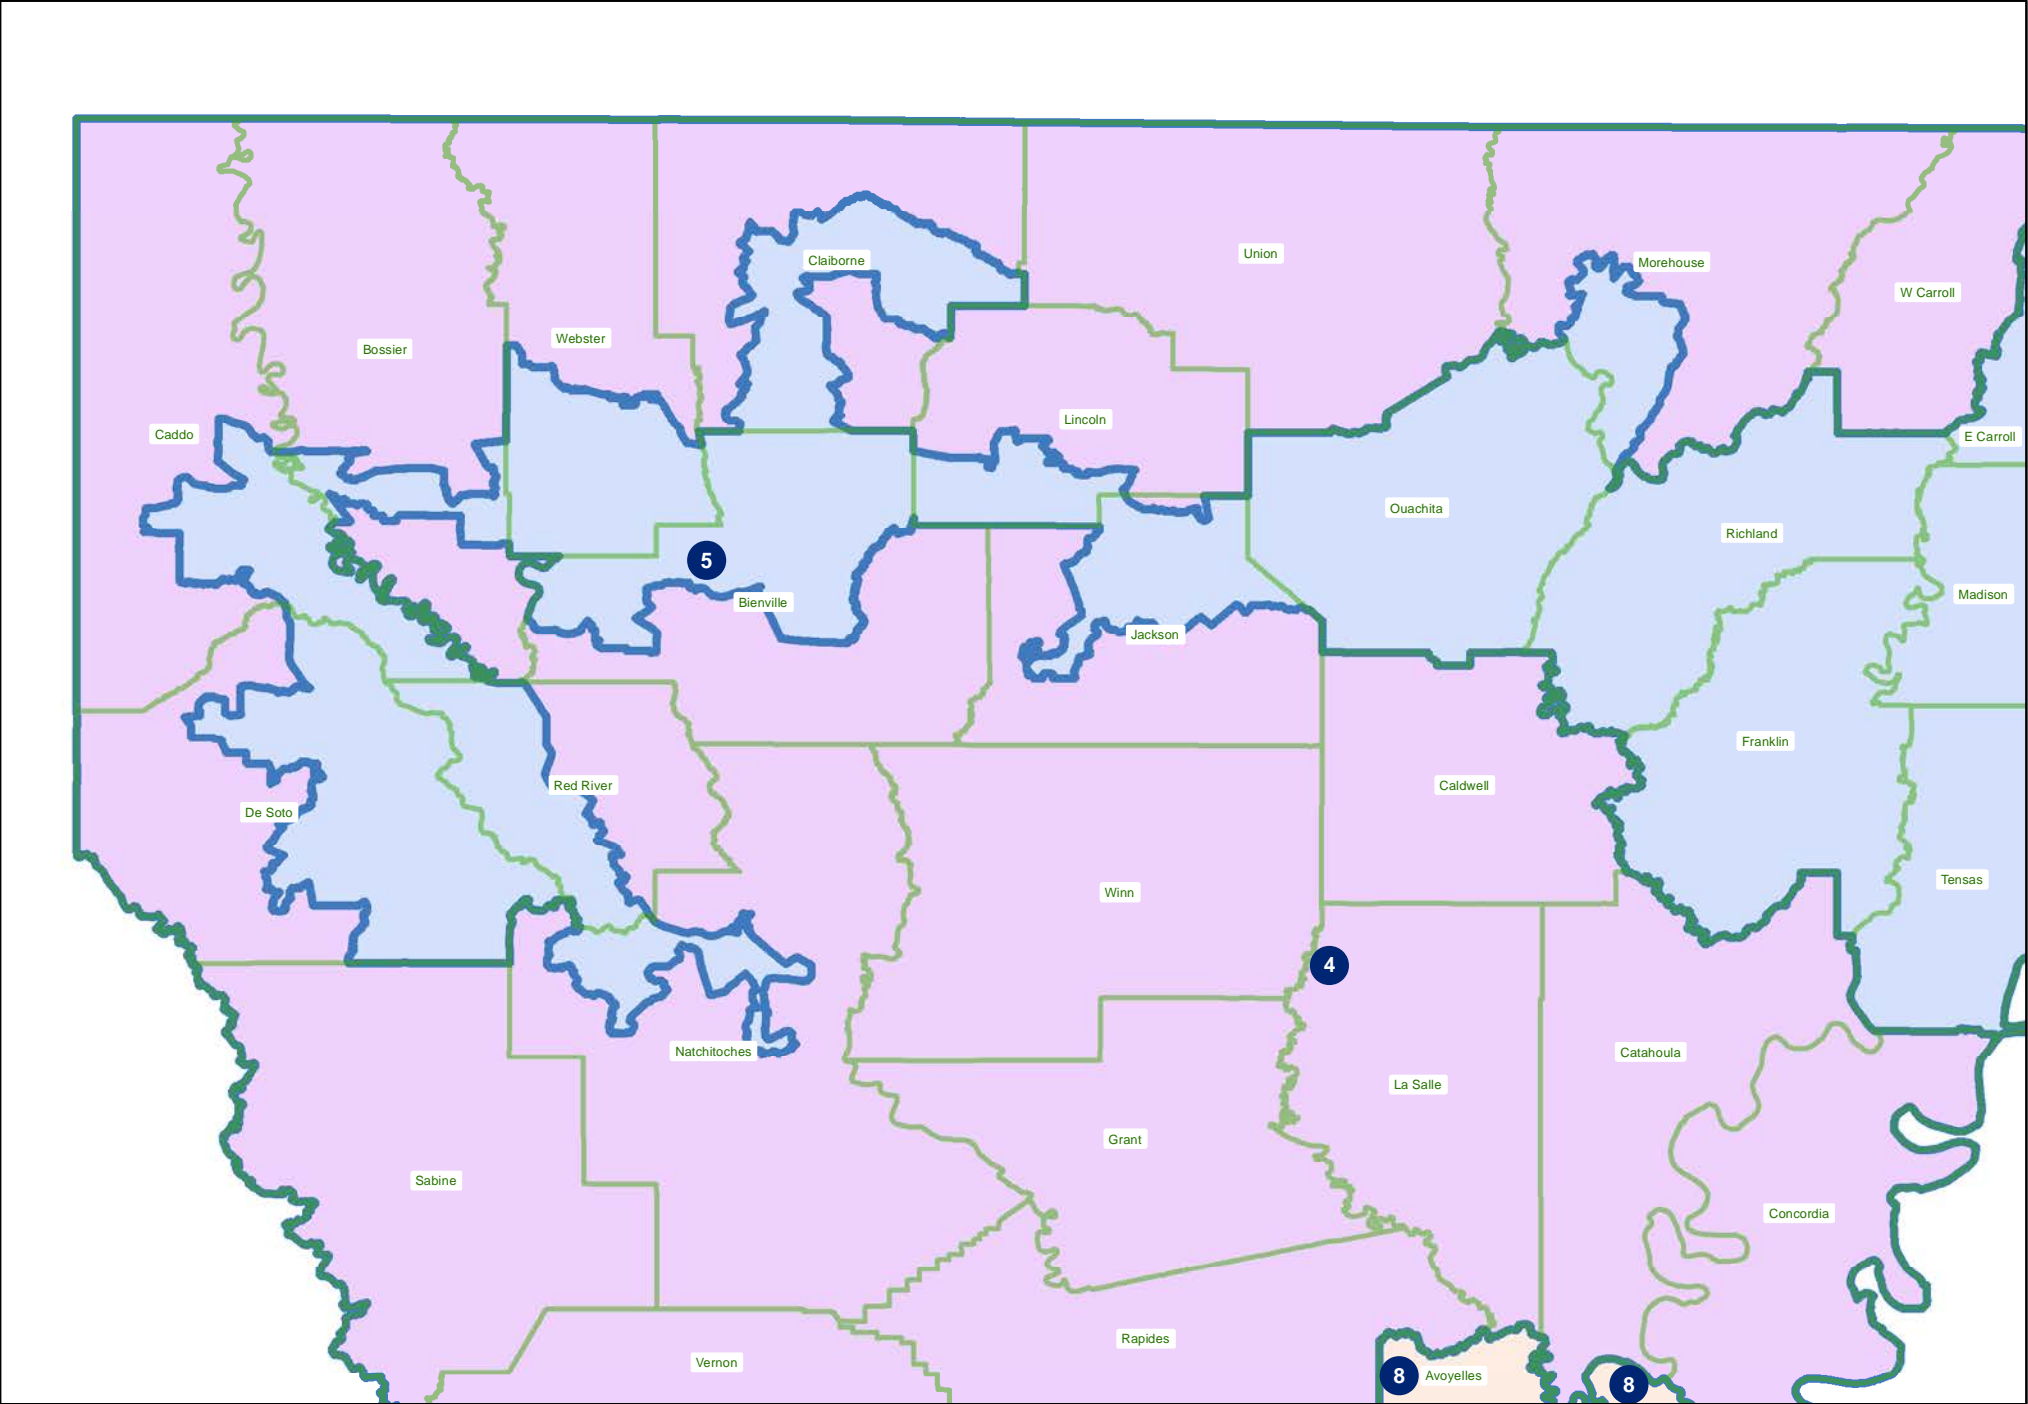 Union
Claiborne
Morehouse
W Carroll
Webster
Bossier
Lincoln
Caddo
E Carroll
Ouachita
Richland
5
Madison
Bienville
Jackson
Franklin
Red River
Caldwell
De Soto
Tensas
Winn
4
Natchitoches
Catahoula
La Salle
Grant
Sabine
Concordia
Rapides
Vernon
8 Avoyelles
8